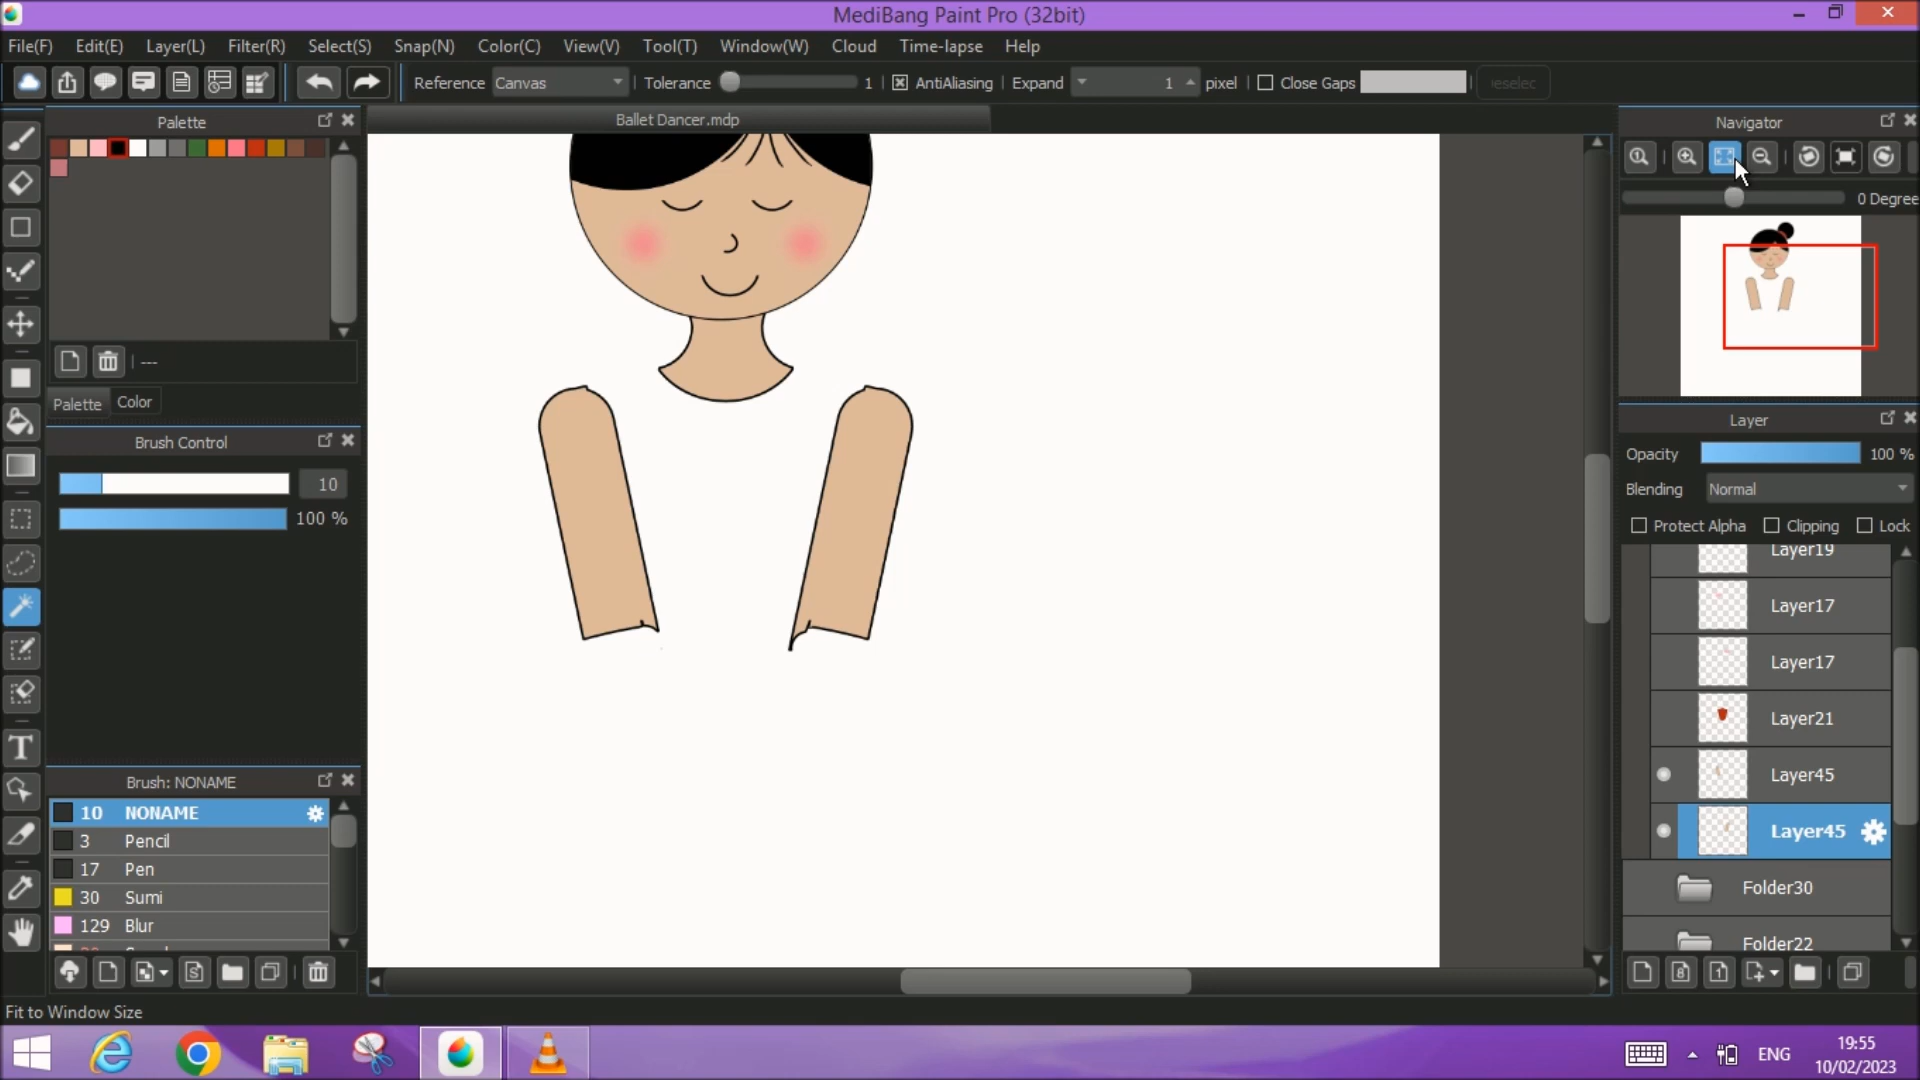 MediBang Paint Pro (32bit)
File(F) Edit(E) Layer(L) Filter(R) Select(S) Snap(N) Color(C) View(V) Tool(T) Window(W) Cloud Time-lapse Help
Reference Canvas Tolerance 1 AntiAliasing Expand 1 pixel Close Gaps
Palette
Ballet Dancer.mdp
Navigator
0 Degree
---
Palette Color
Layer
Brush Control
Opacity 100 %
10
Blending Normal
100 %
Protect Alpha Clipping Lock
Layer19
Layer17
Layer17
Layer21
Layer45
Layer45
Folder30
Folder22
Brush: NONAME
10 NONAME
3 Pencil
17 Pen
30 Sumi
129 Blur
Fit to Window Size
ENG
19:55
10/02/2023